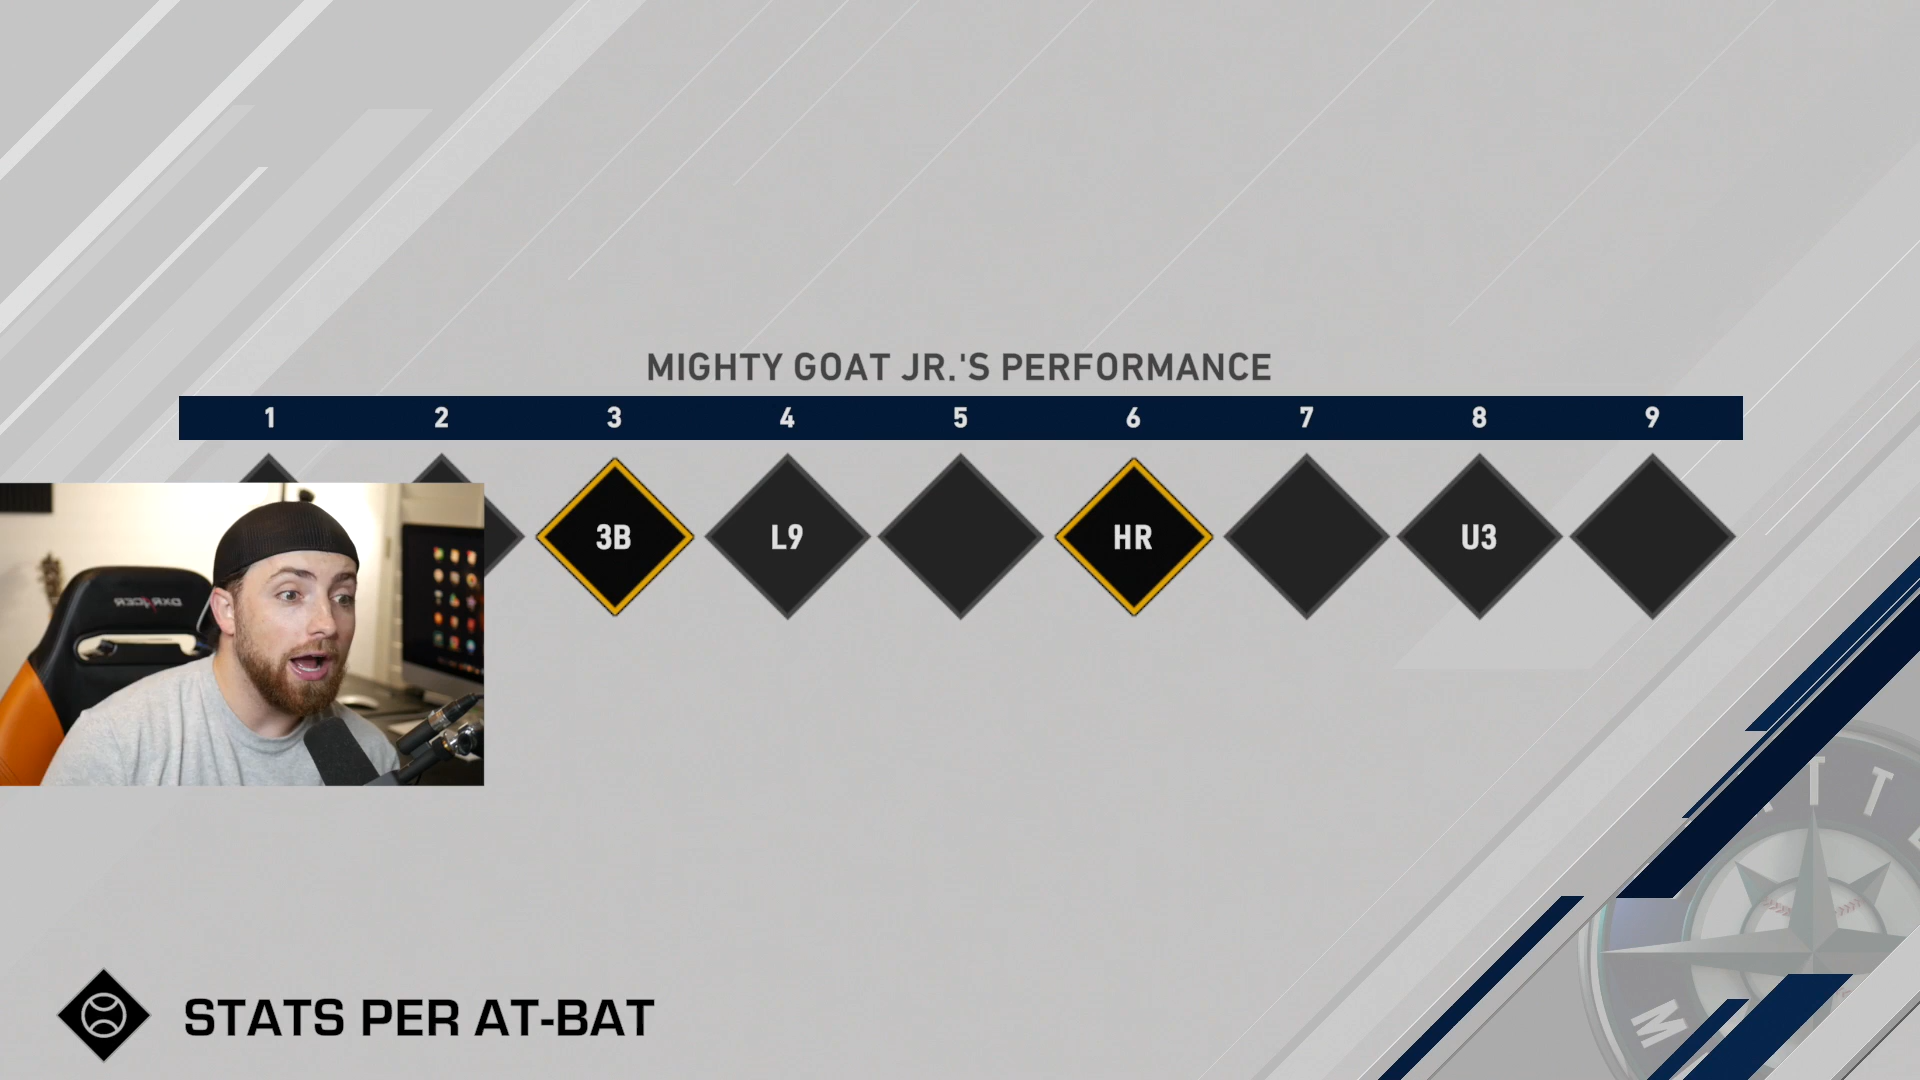 MIGHTY GOAT JR.'S PERFORMANCE
1 2 3 4 5 6 7 8 9
3B L9 HR U3
DXRACER
T T
M
STATS PER AT-BAT